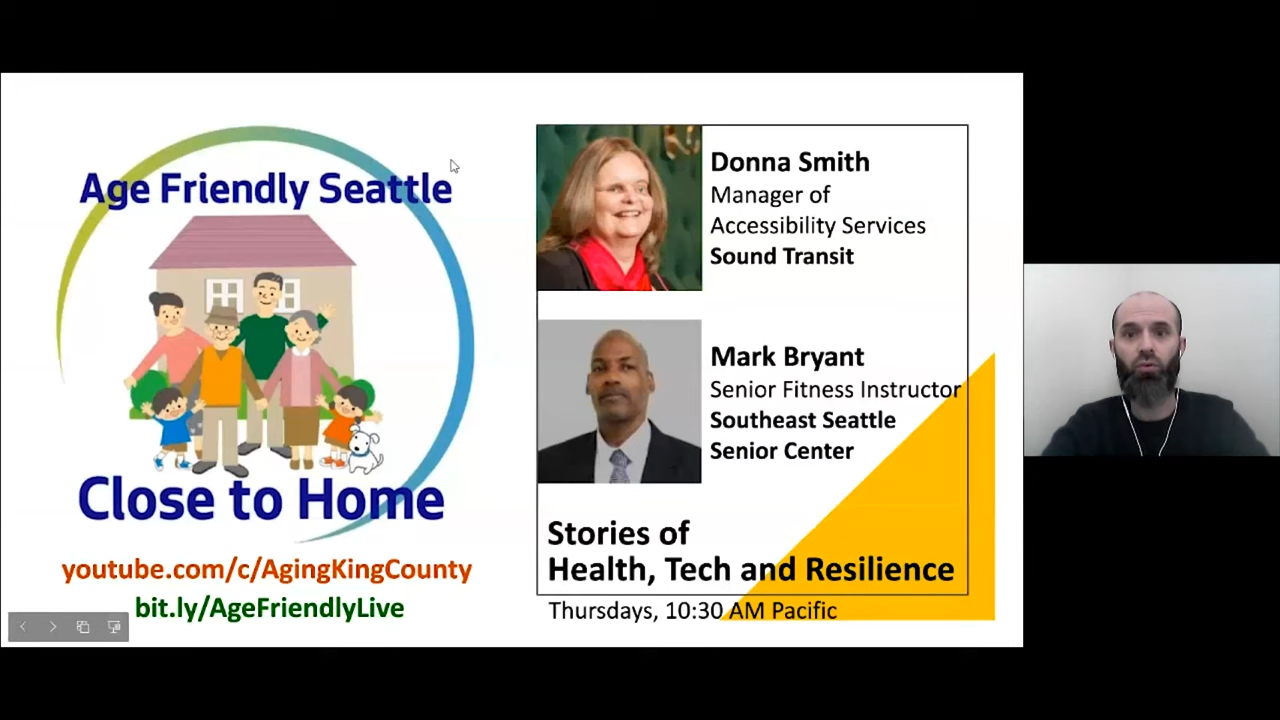 Age Friendly Seattle
Close to Home
youtube.com/c/AgingKingCounty
bit.ly/AgeFriendlyLive
Donna Smith
Manager of
Accessibility Services
Sound Transit
Mark Bryant
Senior Fitness Instructor
Southeast Seattle
Senior Center
Stories of
Health, Tech and Resilience
Thursdays, 10:30 AM Pacific